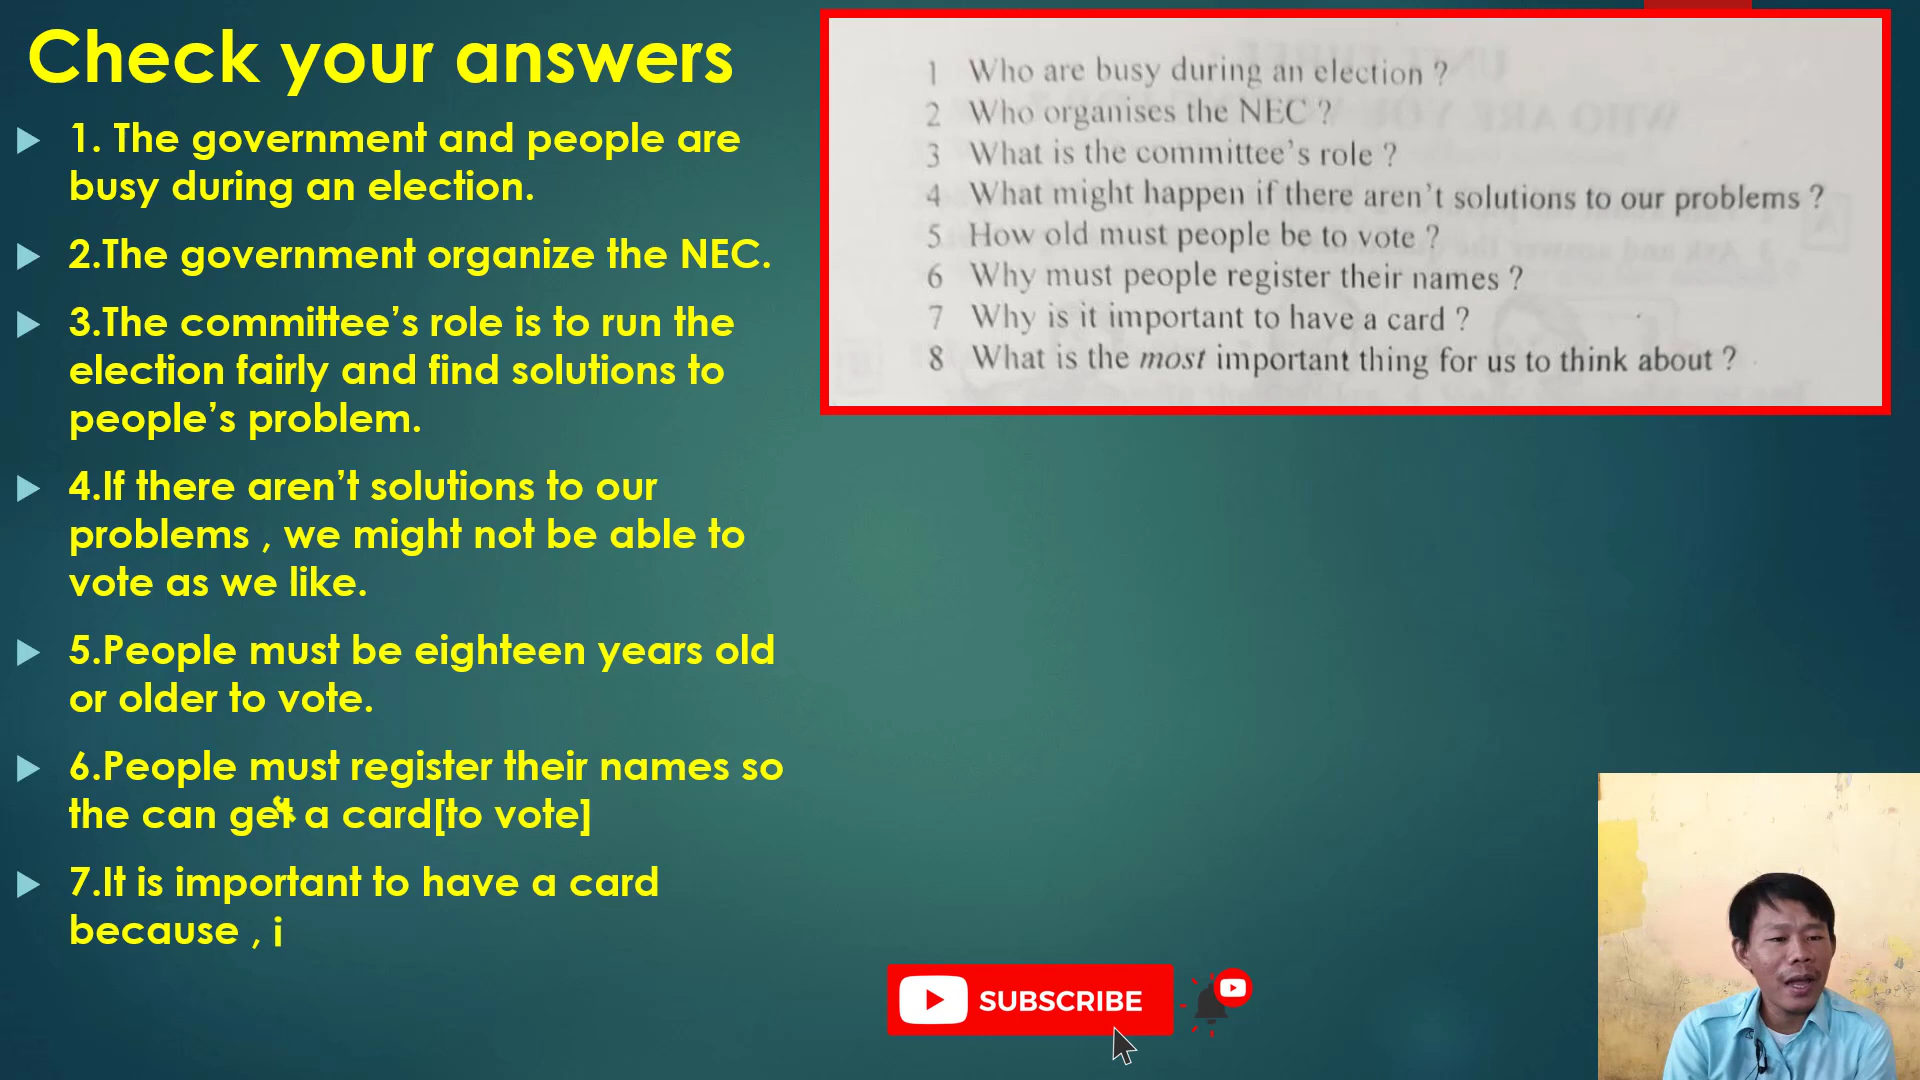 Check your answers
1. The government and people are
busy during an election.
2.The government organize the NEC.
3.The committee’s role is to run the
election fairly and find solutions to
people’s problem.
4.If there aren’t solutions to our
problems , we might not be able to
vote as we like.
5.People must be eighteen years old
or older to vote.
6.People must register their names so
the can get a card[to vote]
7.It is important to have a card
because , i
1 Who are busy during an election ?
2 Who organises the NEC ?
3 What is the committee’s role ?
4 What might happen if there aren’t solutions to our problems ?
5 How old must people be to vote ?
6 Why must people register their names ?
7 Why is it important to have a card ?
8 What is the most important thing for us to think about ?
SUBSCRIBE